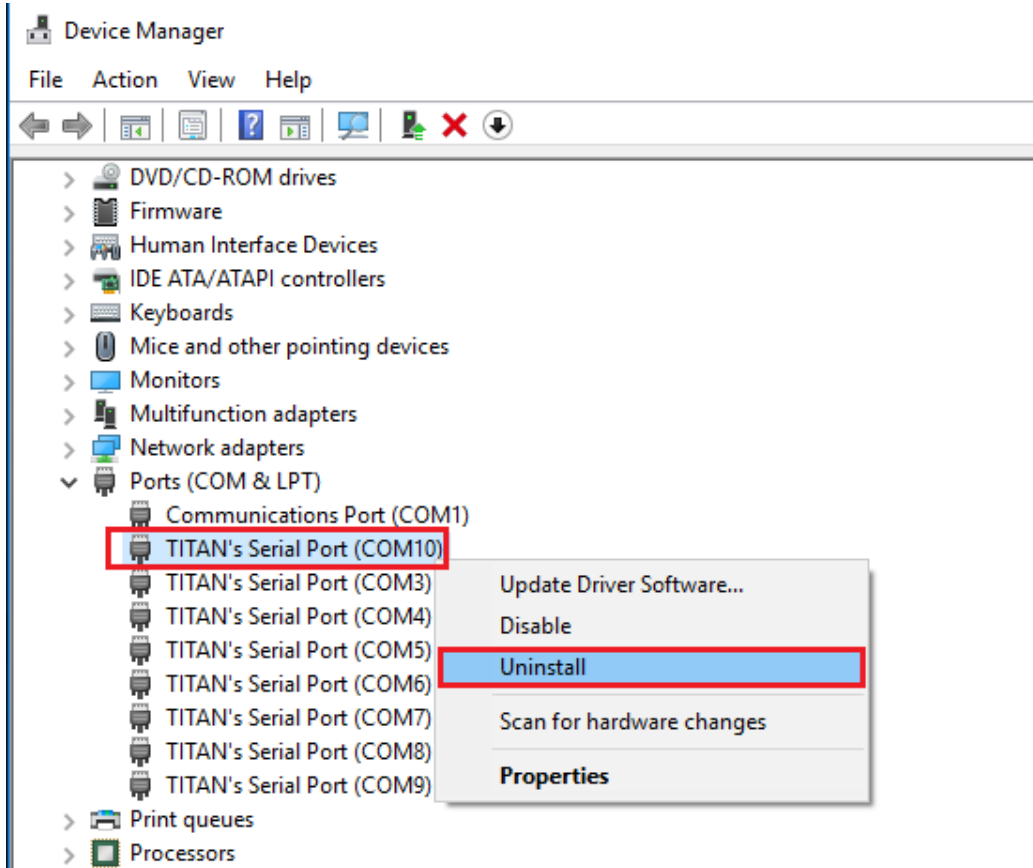 Device Manager
File Action View Help
DVD/CD-ROM drives
Firmware
Human Interface Devices
IDE ATA/ATAPI controllers
Keyboards
Mice and other pointing devices
Monitors
Multifunction adapters
Network adapters
Ports (COM & LPT)
Communications Port (COM1)
TITAN's Serial Port (COM10)
TITAN's Serial Port (COM3)
TITAN's Serial Port (COM4)
TITAN's Serial Port (COM5)
TITAN's Serial Port (COM6)
TITAN's Serial Port (COM7)
TITAN's Serial Port (COM8)
TITAN's Serial Port (COM9)
Print queues
Processors
Update Driver Software...
Disable
Uninstall
Scan for hardware changes
Properties